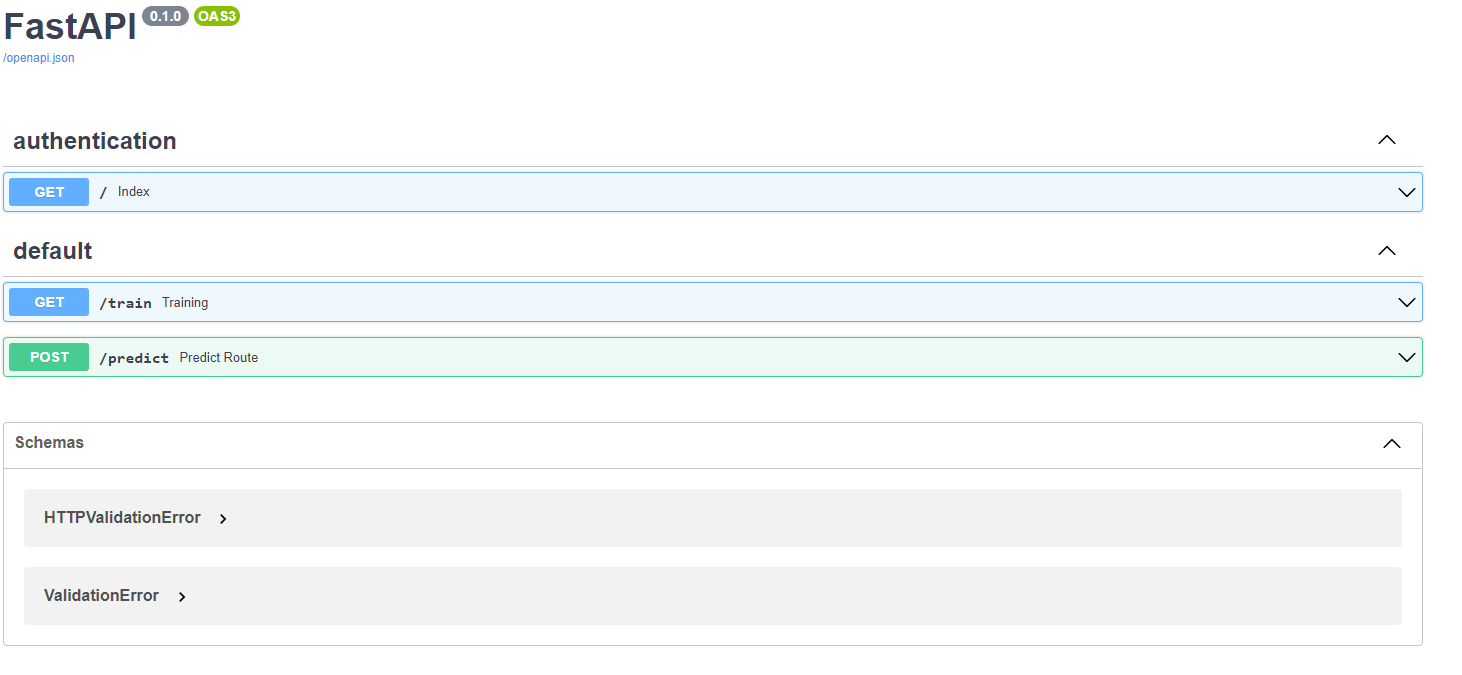 FastAPI 0.1.0 OAS3
/openapi.json
authentication
GET / Index
default
GET /train Training
POST /predict Predict Route
Schemas
HTTPValidationError
ValidationError